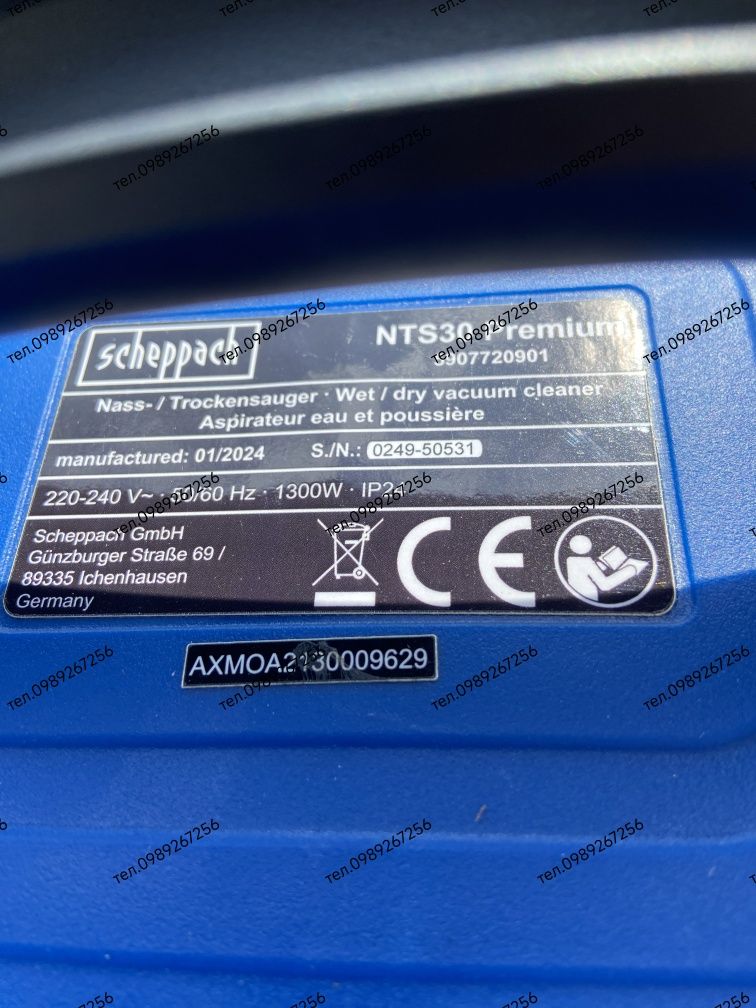 scheppach
NTS30 Premium
5907720901
Nass- / Trockensauger · Wet / dry vacuum cleaner
Aspirateur eau et poussière
manufactured: 01/2024 S./N.: 0249-50531
220-240 V~ · 50/60 Hz · 1300W · IP24
Scheppach GmbH
Günzburger Straße 69 /
89335 Ichenhausen
Germany
CE
тел.0989267256